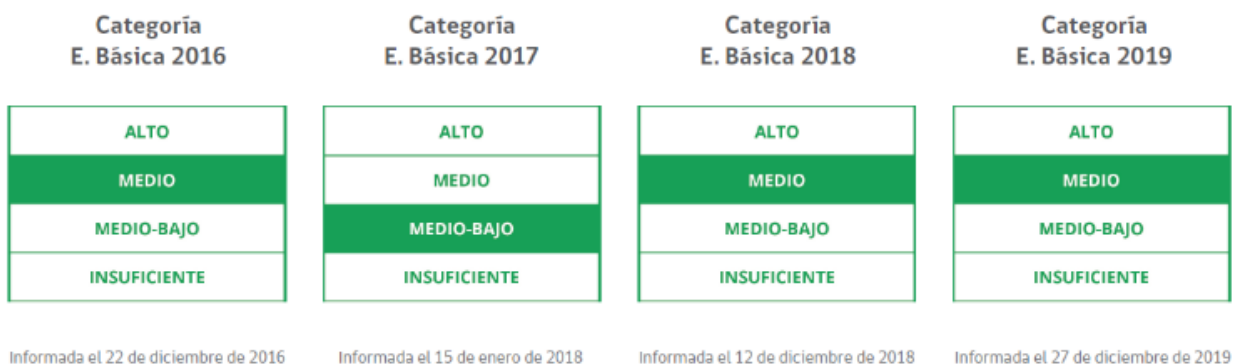 Categoría
E. Básica 2016
ALTO
MEDIO
MEDIO-BAJO
INSUFICIENTE
Informada el 22 de diciembre de 2016
Categoría
E. Básica 2017
ALTO
MEDIO
MEDIO-BAJO
INSUFICIENTE
Informada el 15 de enero de 2018
Categoría
E. Básica 2018
ALTO
MEDIO
MEDIO-BAJO
INSUFICIENTE
Informada el 12 de diciembre de 2018
Categoría
E. Básica 2019
ALTO
MEDIO
MEDIO-BAJO
INSUFICIENTE
Informada el 27 de diciembre de 2019